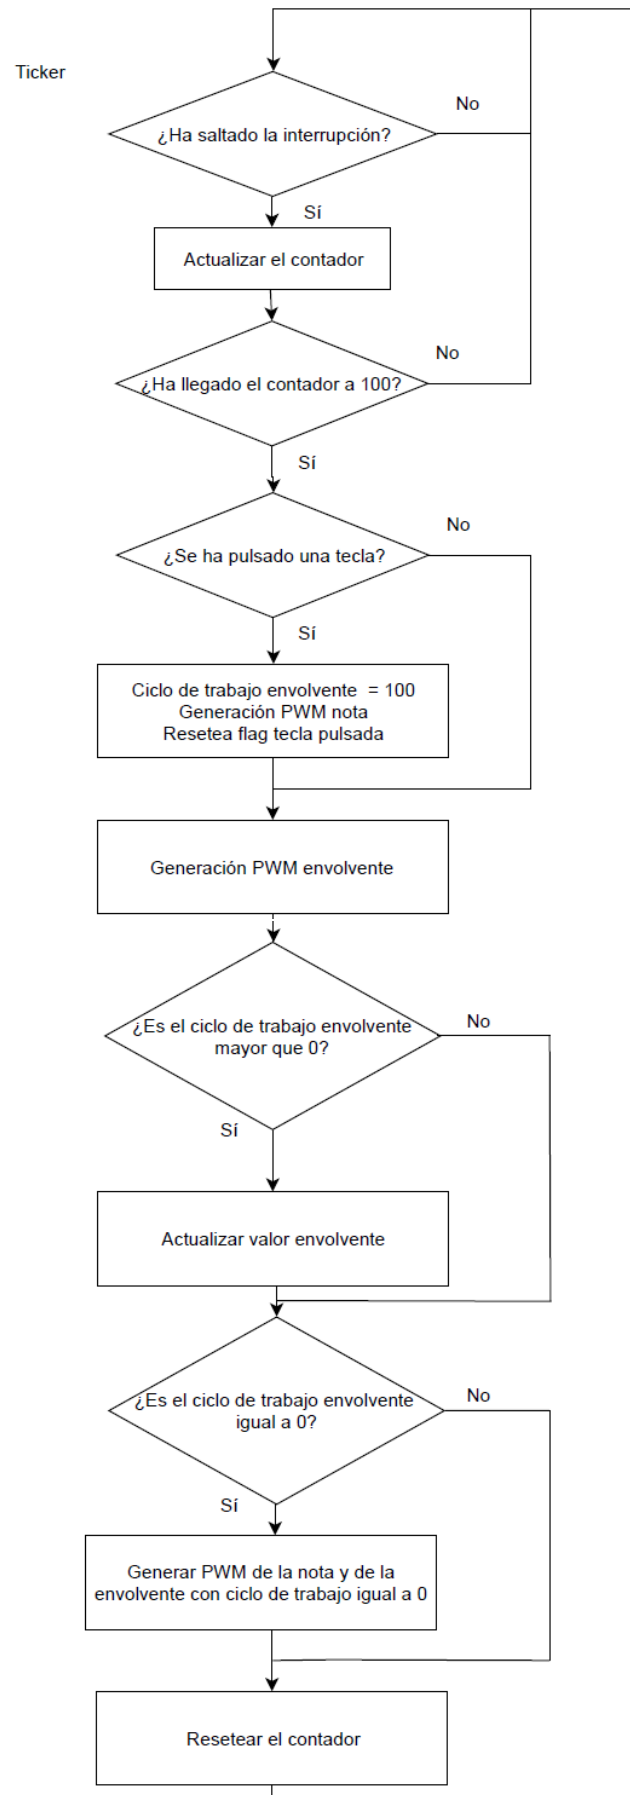 Ticker
No
¿Ha saltado la interrupción?
Sí
Actualizar el contador
No
¿Ha llegado el contador a 100?
Sí
No
¿Se ha pulsado una tecla?
Sí
Ciclo de trabajo envolvente = 100
Generación PWM nota
Resetea flag tecla pulsada
Generación PWM envolvente
¿Es el ciclo de trabajo envolvente
mayor que 0?
No
Sí
Actualizar valor envolvente
¿Es el ciclo de trabajo envolvente
igual a 0?
No
Sí
Generar PWM de la nota y de la
envolvente con ciclo de trabajo igual a 0
Resetear el contador